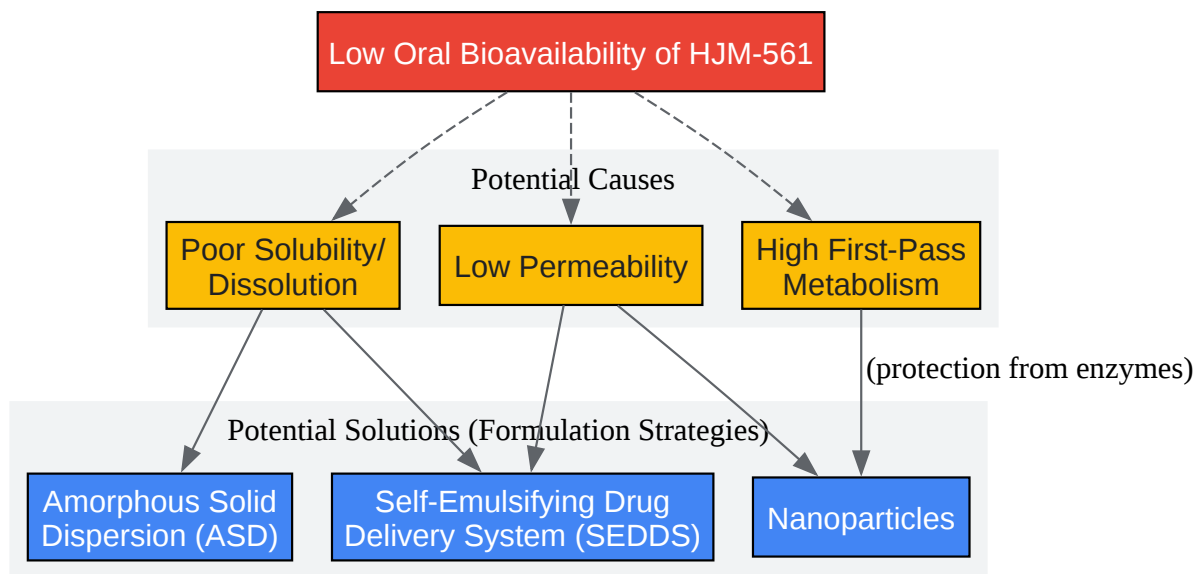 Low Oral Bioavailability of HJM-561
Potential Causes
Poor Solubility/
Dissolution
Low Permeability
High First-Pass
Metabolism
(protection from enzymes)
Potential Solutions (Formulation Strategies)
Amorphous Solid
Dispersion (ASD)
Self-Emulsifying Drug
Delivery System (SEDDS)
Nanoparticles